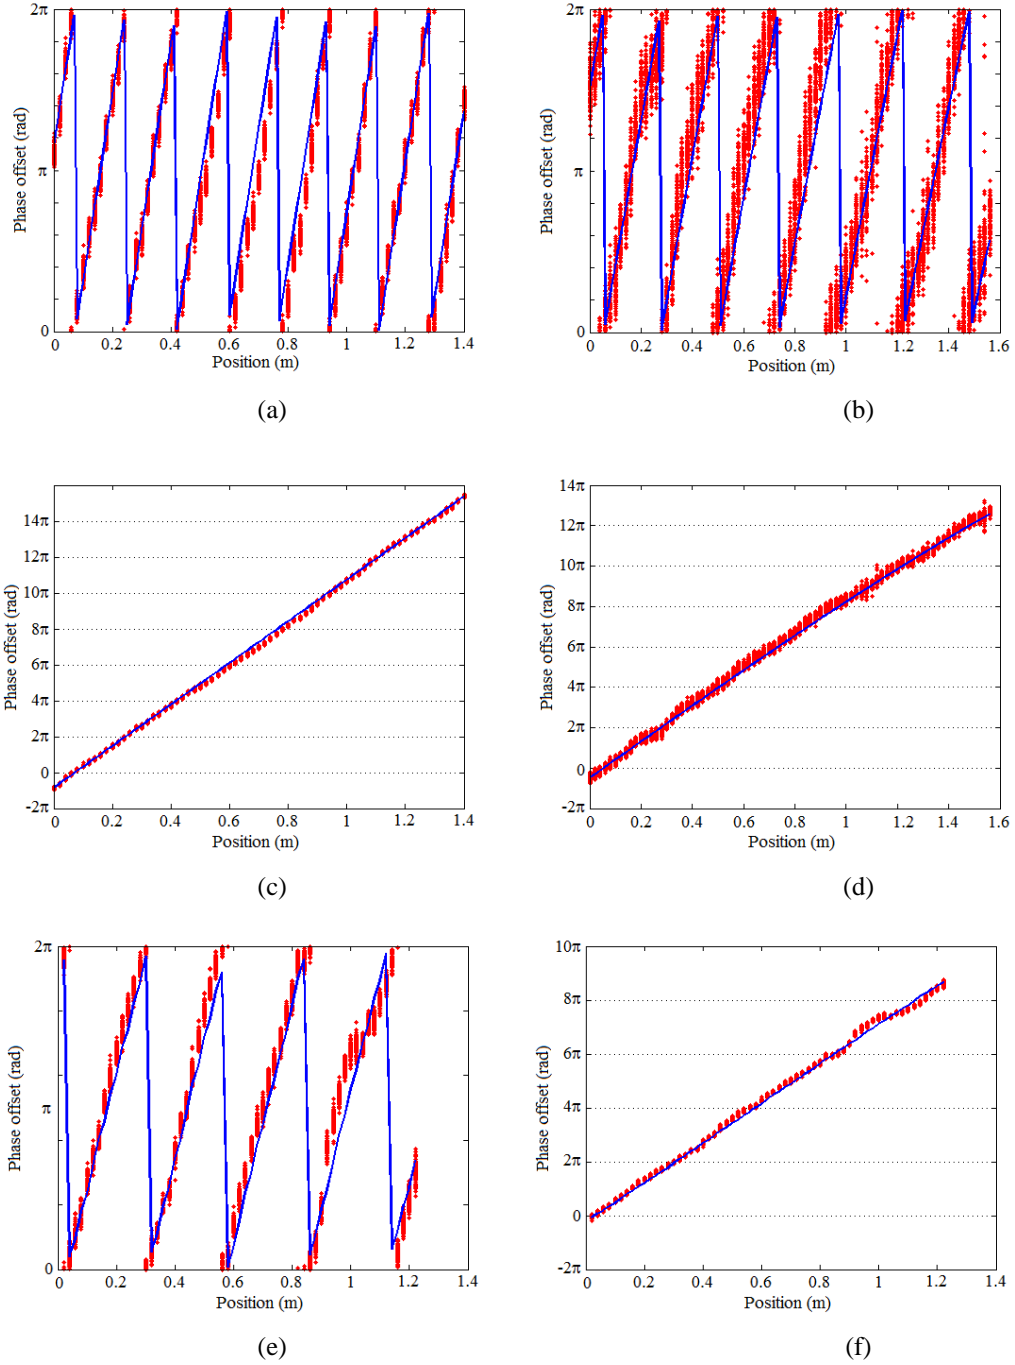 2π
π
0
Phase offset (rad)
0 0.2 0.4 0.6 0.8 1 1.2 1.4
Position (m)
(a)
2π
π
0
Phase offset (rad)
0 0.2 0.4 0.6 0.8 1 1.2 1.4 1.6
Position (m)
(b)
14π
12π
10π
8π
6π
4π
2π
0
-2π
Phase offset (rad)
0 0.2 0.4 0.6 0.8 1 1.2 1.4
Position (m)
(c)
14π
12π
10π
8π
6π
4π
2π
0
-2π
Phase offset (rad)
0 0.2 0.4 0.6 0.8 1 1.2 1.4 1.6
Position (m)
(d)
2π
π
0
Phase offset (rad)
0 0.2 0.4 0.6 0.8 1 1.2 1.4
Position (m)
(e)
10π
8π
6π
4π
2π
0
-2π
Phase offset (rad)
0 0.2 0.4 0.6 0.8 1 1.2 1.4
Position (m)
(f)